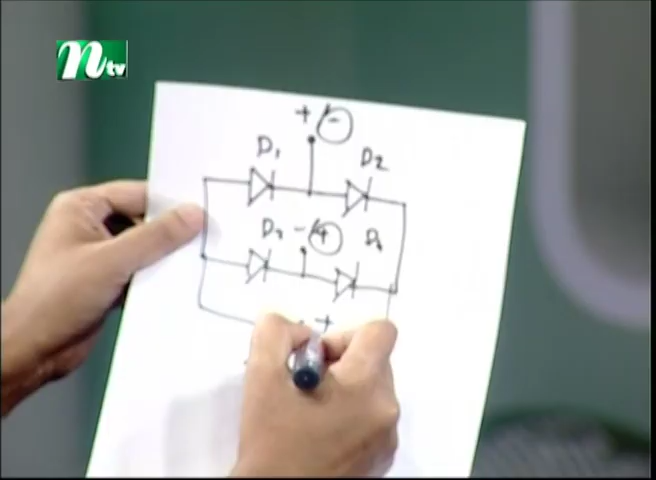 ntv
+/-
D1
D2
D3
-/+
D4
- +